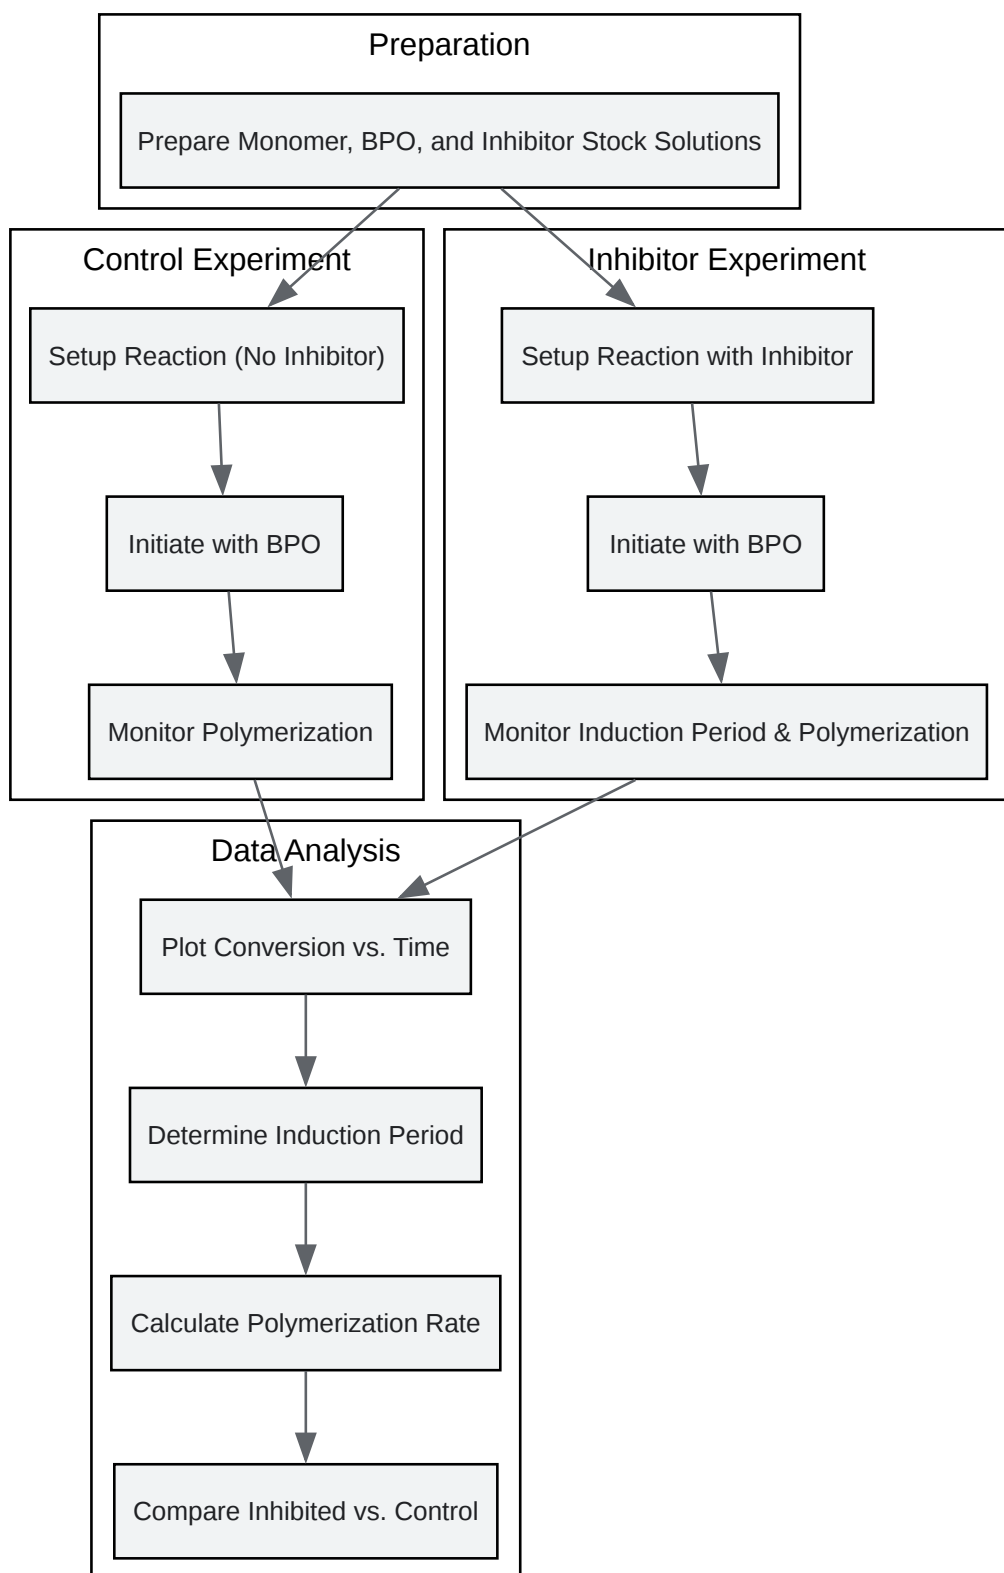 Preparation
Prepare Monomer, BPO, and Inhibitor Stock Solutions
Control Experiment
Setup Reaction (No Inhibitor)
Initiate with BPO
Monitor Polymerization
Inhibitor Experiment
Setup Reaction with Inhibitor
Initiate with BPO
Monitor Induction Period & Polymerization
Data Analysis
Plot Conversion vs. Time
Determine Induction Period
Calculate Polymerization Rate
Compare Inhibited vs. Control